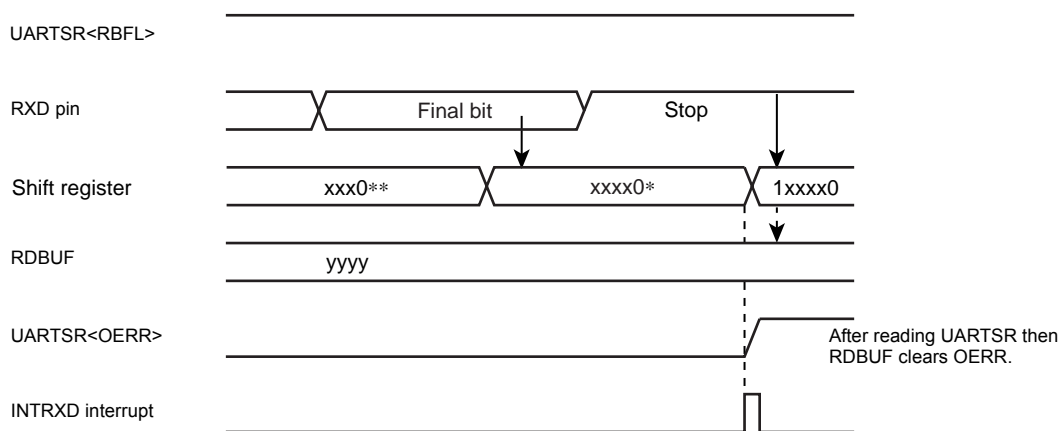 UARTSR<RBFL>
RXD pin
Final bit
Stop
Shift register
xxx0**
xxxx0*
1xxxx0
RDBUF
yyyy
UARTSR<OERR>
After reading UARTSR then
RDBUF clears OERR.
INTRXD interrupt